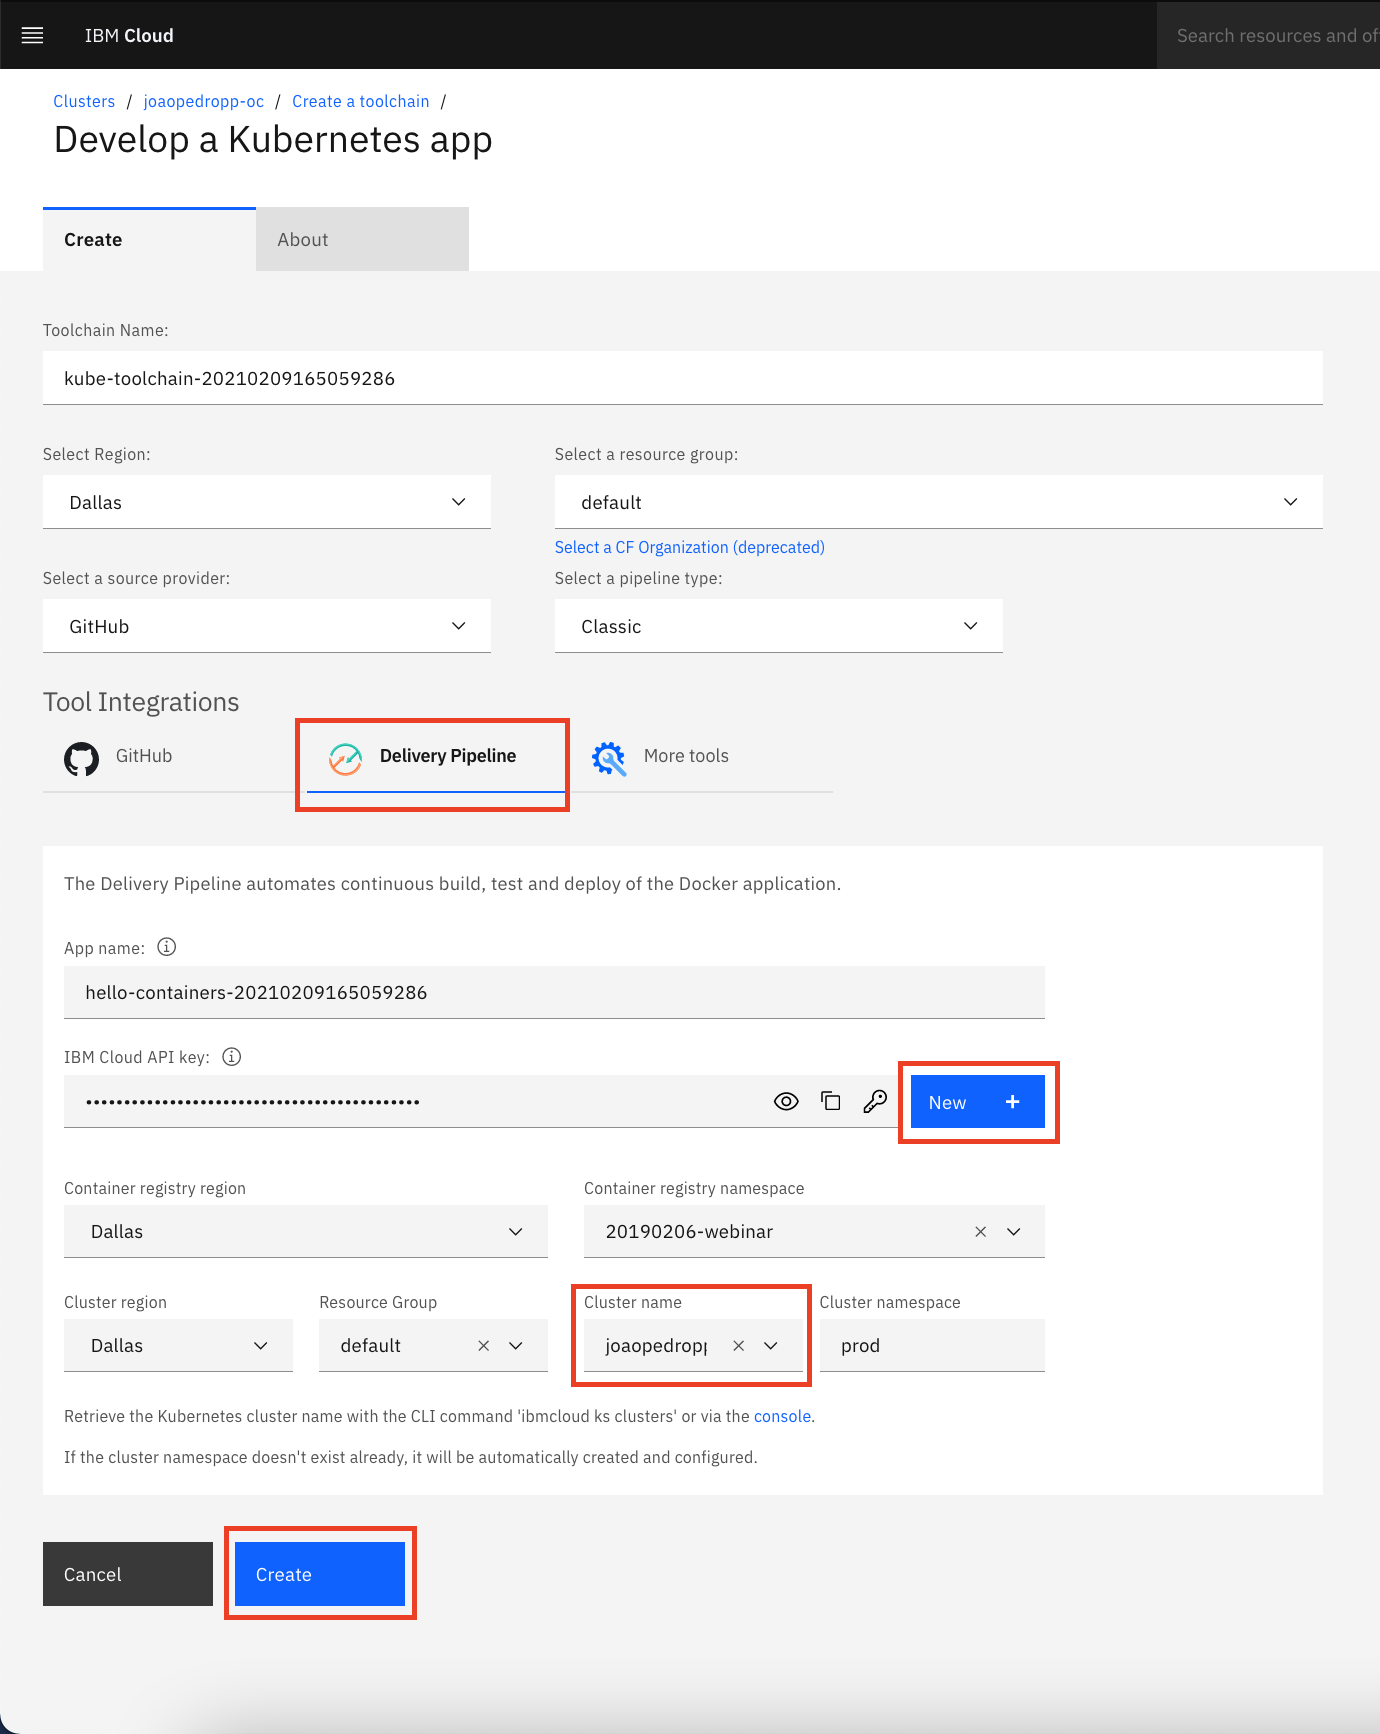 IBM Cloud
Search resources and of
Clusters / joaopedropp-oc / Create a toolchain /
Develop a Kubernetes app
Create
About
Toolchain Name:
kube-toolchain-20210209165059286
Select Region:
Select a resource group:
Dallas
default
Select a CF Organization (deprecated)
Select a source provider:
Select a pipeline type:
GitHub
Classic
Tool Integrations
GitHub
Delivery Pipeline
More tools
The Delivery Pipeline automates continuous build, test and deploy of the Docker application.
App name:
hello-containers-20210209165059286
IBM Cloud API key:
••••••••••••••••••••••••••••••••••••••••••••
New +
Container registry region
Container registry namespace
Dallas
20190206-webinar
Cluster region
Resource Group
Cluster name
Cluster namespace
Dallas
default
joaopedropp
prod
Retrieve the Kubernetes cluster name with the CLI command 'ibmcloud ks clusters' or via the console.
If the cluster namespace doesn't exist already, it will be automatically created and configured.
Cancel
Create